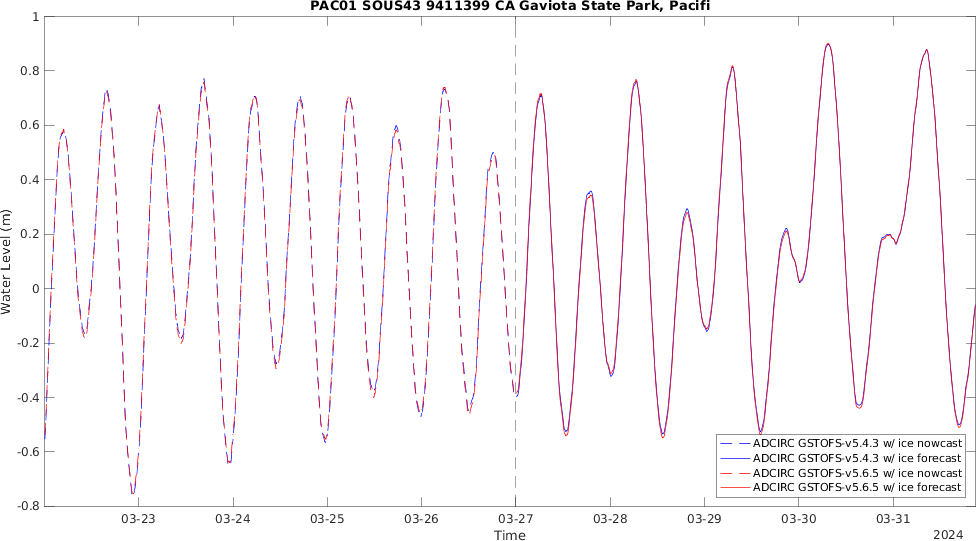 PAC01 SOUS43 9411399 CA Gaviota State Park, Pacifi
Water Level (m)
1
0.8
0.6
0.4
0.2
0
-0.2
-0.4
-0.6
-0.8
ADCIRC GSTOFS-v5.4.3 w/ ice nowcast
ADCIRC GSTOFS-v5.4.3 w/ ice forecast
ADCIRC GSTOFS-v5.6.5 w/ ice nowcast
ADCIRC GSTOFS-v5.6.5 w/ ice forecast
03-23 03-24 03-25 03-26 03-27 03-28 03-29 03-30 03-31
Time
2024